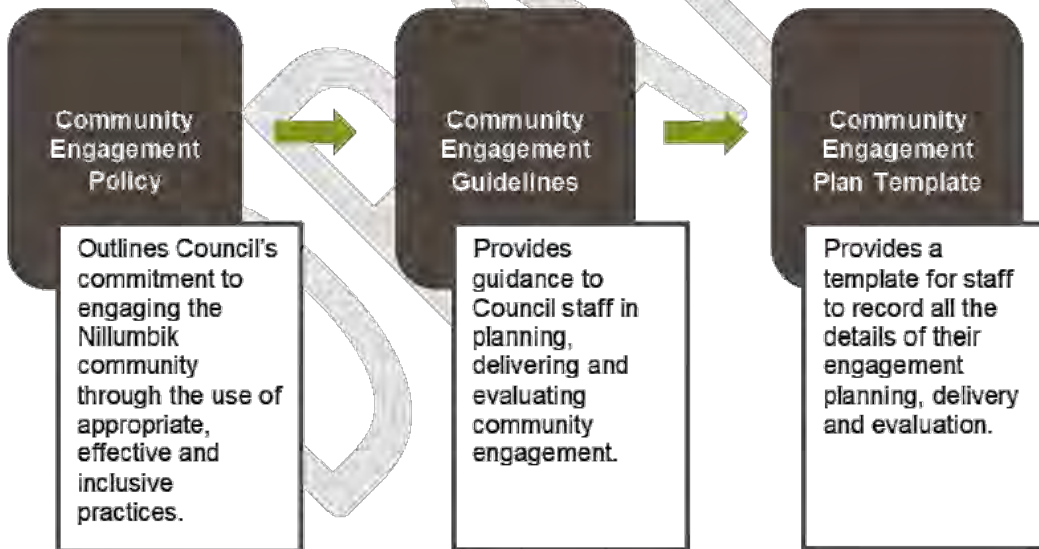 Community
Engagement
Policy
Outlines Council's
commitment to
engaging the
Nillumbik
community
through the use of
appropriate,
effective and
inclusive
practices.
Community
Engagement
Guidelines
Provides
guidance to
Council staff in
planning,
delivering and
evaluating
community
engagement.
Community
Engagement
Plan Template
Provides a
template for staff
to record all the
details of their
engagement
planning, delivery
and evaluation.